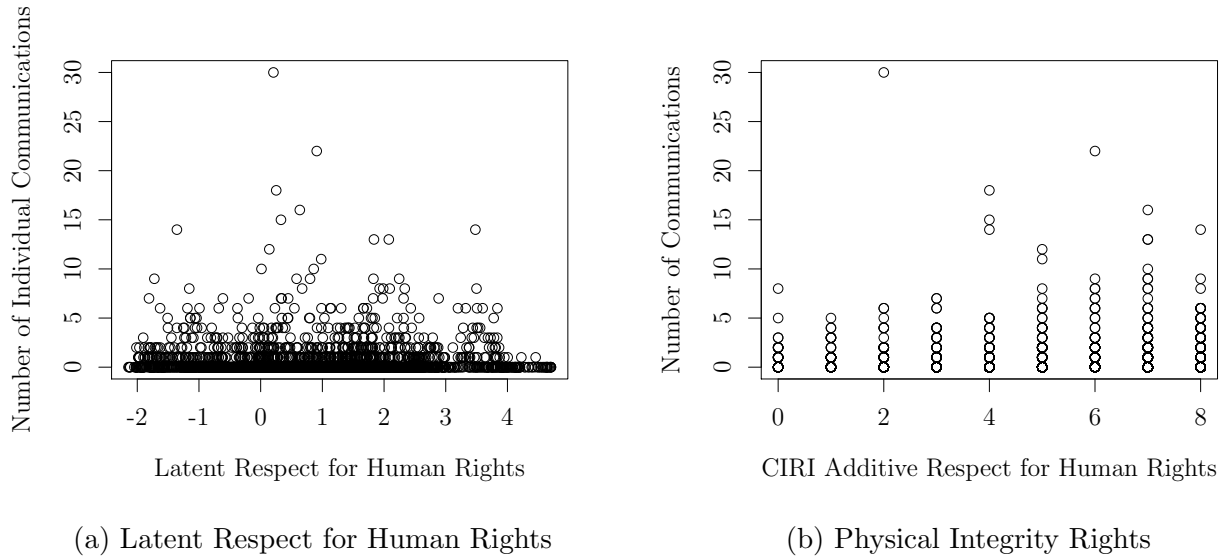 Number of Individual Communications
30
25
20
15
10
5
0
-2 -1 0 1 2 3 4
Latent Respect for Human Rights
(a) Latent Respect for Human Rights
Number of Communications
30
25
20
15
10
5
0
0 2 4 6 8
CIRI Additive Respect for Human Rights
(b) Physical Integrity Rights